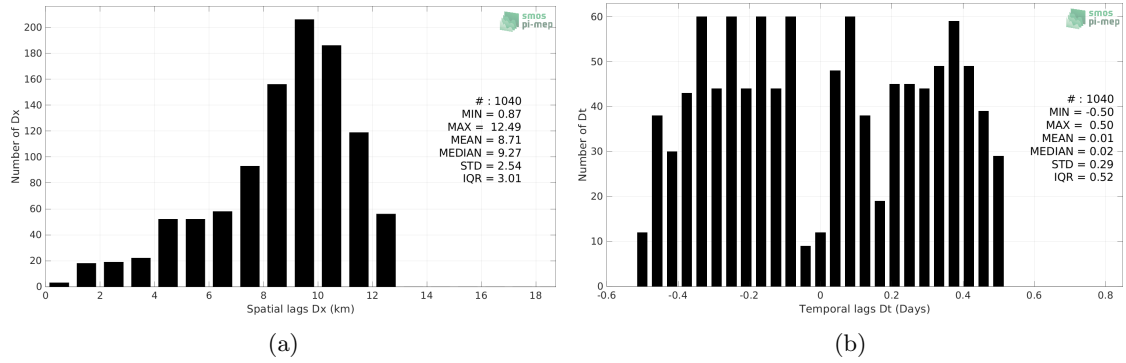 smos
pi-mep
200
180
160
140
120
100
80
60
40
20
0
Number of Dx
# : 1040
MIN = 0.87
MAX = 12.49
MEAN = 8.71
MEDIAN = 9.27
STD = 2.54
IQR = 3.01
0 2 4 6 8 10 12 14 16 18
Spatial lags Dx (km)
(a)
smos
pi-mep
60
50
40
30
20
10
0
Number of Dt
# : 1040
MIN = -0.50
MAX = 0.50
MEAN = 0.01
MEDIAN = 0.02
STD = 0.29
IQR = 0.52
-0.6 -0.4 -0.2 0 0.2 0.4 0.6 0.8
Temporal lags Dt (Days)
(b)